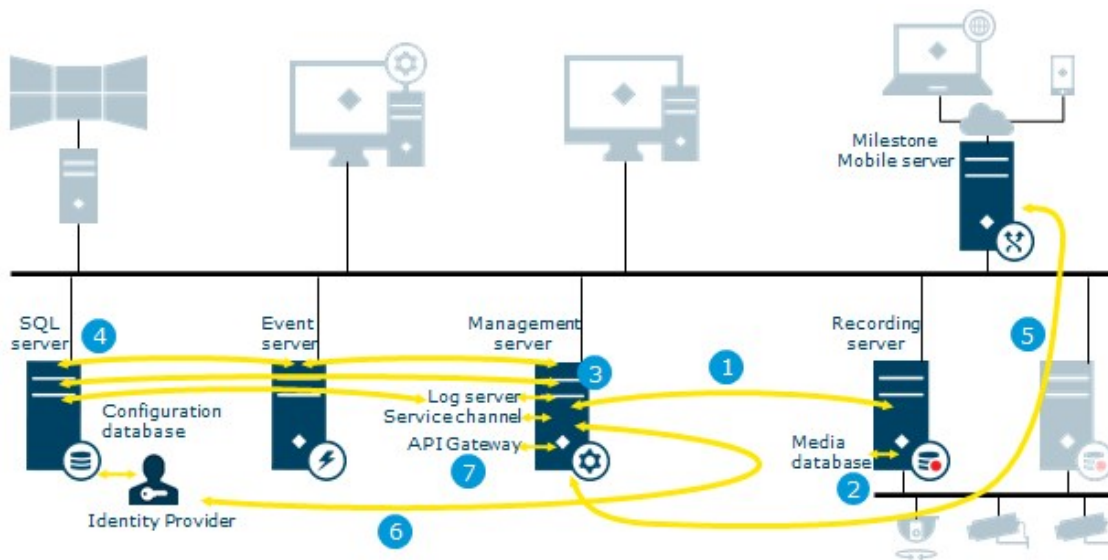 Milestone
Mobile server
SQL
server
4
Event
server
Management
server
3
1
Recording
server
5
Log server
Service channel
API Gateway
7
Configuration
database
Media
database
2
Identity Provider
6